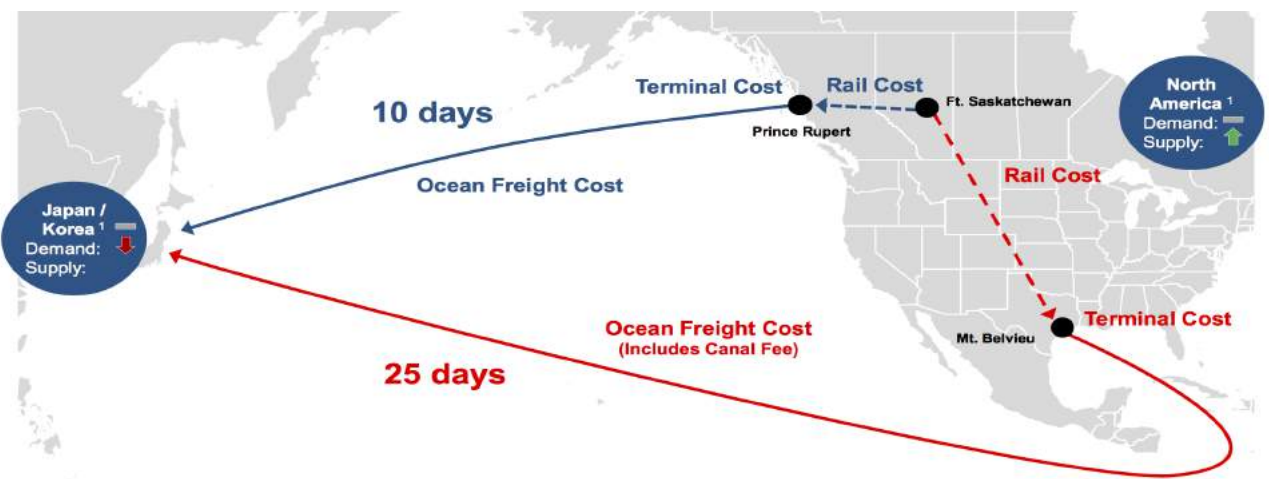 Terminal Cost
Rail Cost
10 days
Ft. Saskatchewan
Prince Rupert
North
America 1
Demand:
Supply:
Rail Cost
Ocean Freight Cost
Japan /
Korea 1
Demand:
Supply:
Ocean Freight Cost
(Includes Canal Fee)
Terminal Cost
Mt. Belvieu
25 days